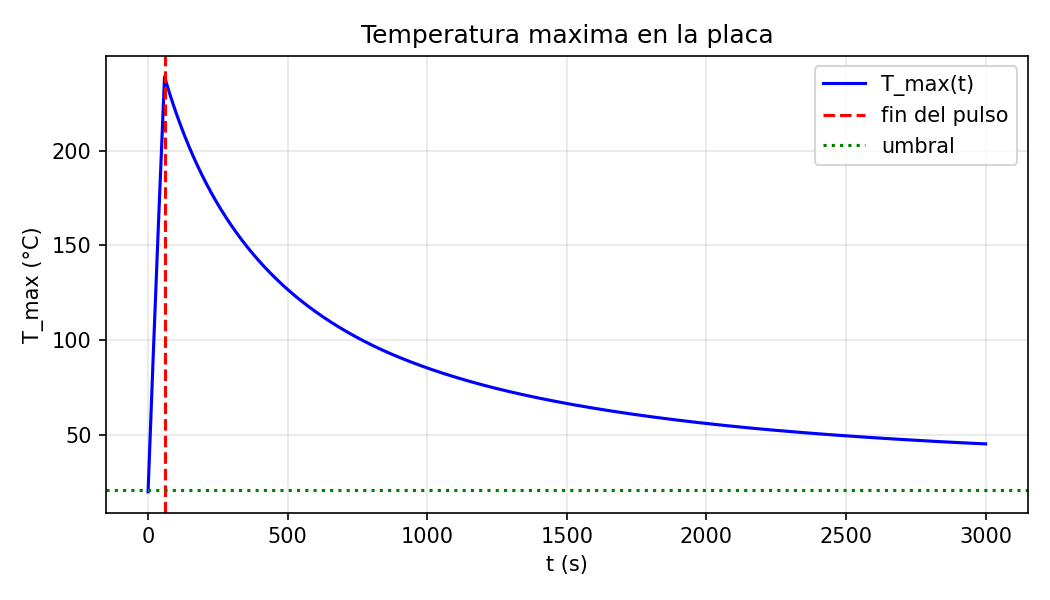 Temperatura maxima en la placa
T_max (°C)
200
150
100
50
T_max(t)
fin del pulso
umbral
0 500 1000 1500 2000 2500 3000
t (s)